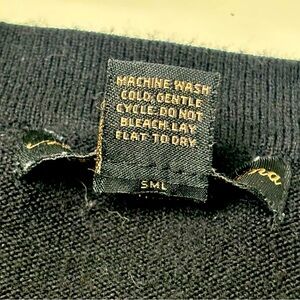 MACHINE WASH
COLD, GENTLE
CYCLE. DO NOT
BLEACH. LAY
FLAT TO DRY.
SML